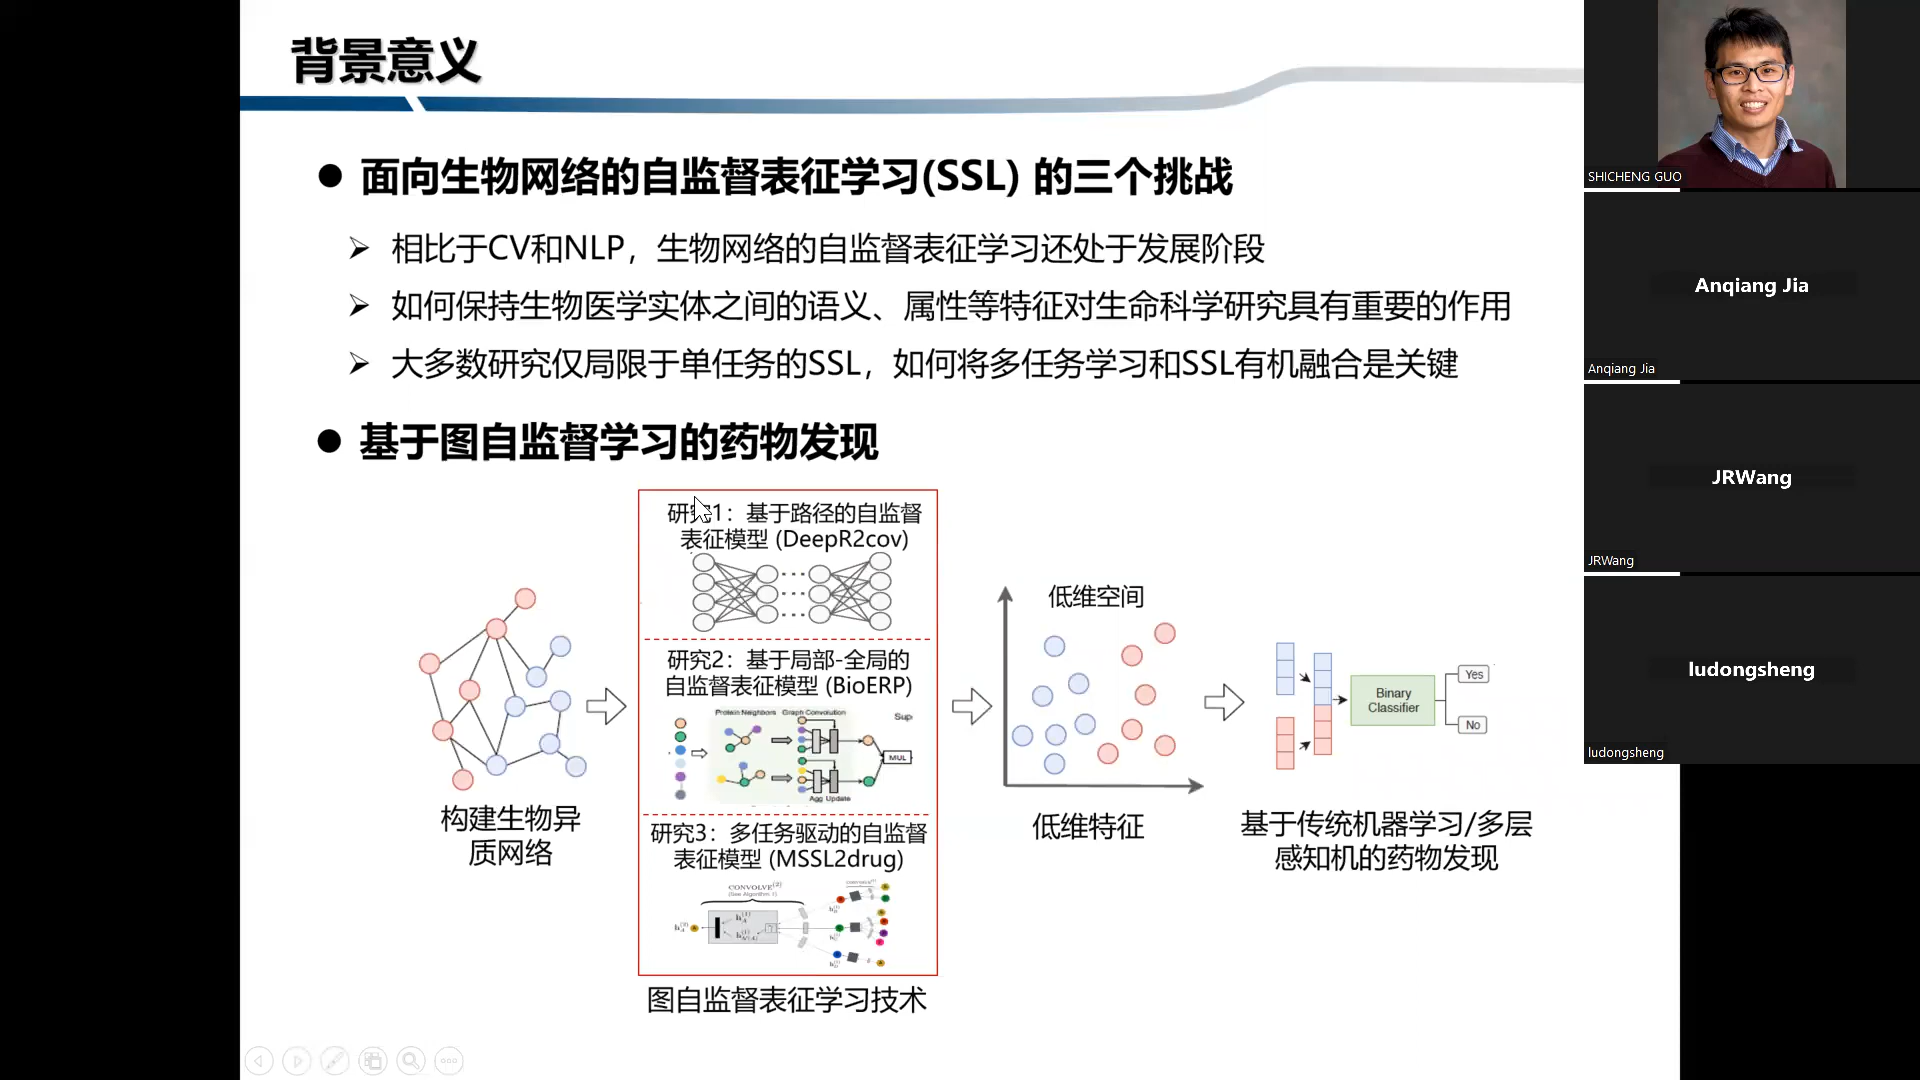 背景意义
面向生物网络的自监督表征学习(SSL) 的三个挑战
相比于CV和NLP，生物网络的自监督表征学习还处于发展阶段
如何保持生物医学实体之间的语义、属性等特征对生命科学研究具有重要的作用
大多数研究仅局限于单任务的SSL，如何将多任务学习和SSL有机融合是关键
基于图自监督学习的药物发现
构建生物异
质网络
研究1：基于路径的自监督
表征模型 (DeepR2cov)
研究2：基于局部-全局的
自监督表征模型 (BioERP)
Protein Neighbors
Graph Convolution
Sup
MUL
Agg Update
研究3：多任务驱动的自监督
表征模型 (MSSL2drug)
CONVOLVE(2)
(See Algorithm 1)
图自监督表征学习技术
低维空间
低维特征
Binary
Classifier
Yes
No
基于传统机器学习/多层
感知机的药物发现
SHICHENG GUO
Anqiang Jia
Anqiang Jia
JRWang
JRWang
ludongsheng
ludongsheng